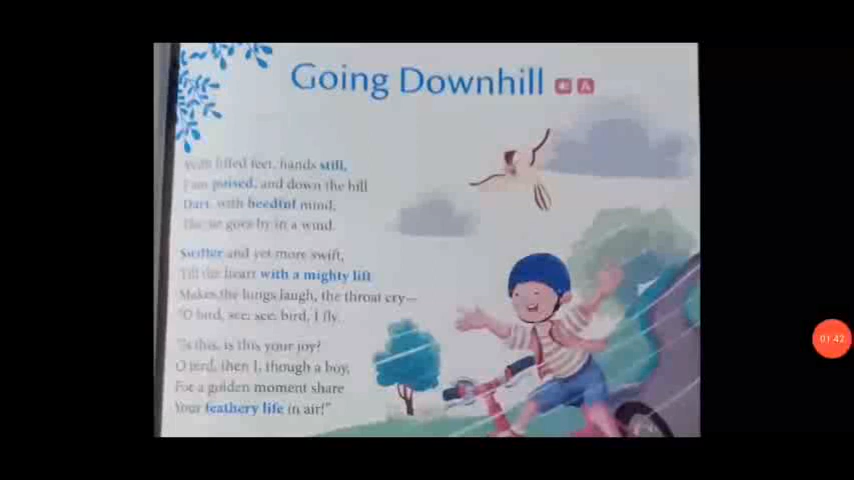 Going Downhill
With lifted feet, hands still,
I am poised, and down the hill
Dart, with heedful mind,
The air goes by in a wind.
Swifter and yet more swift,
Till the heart with a mighty lift
Makes the lungs laugh, the throat cry—
"O bird, see; see, bird, I fly.
"Is this, is this your joy?
O bird, then I, though a boy,
For a golden moment share
Your feathery life in air!"
01:42